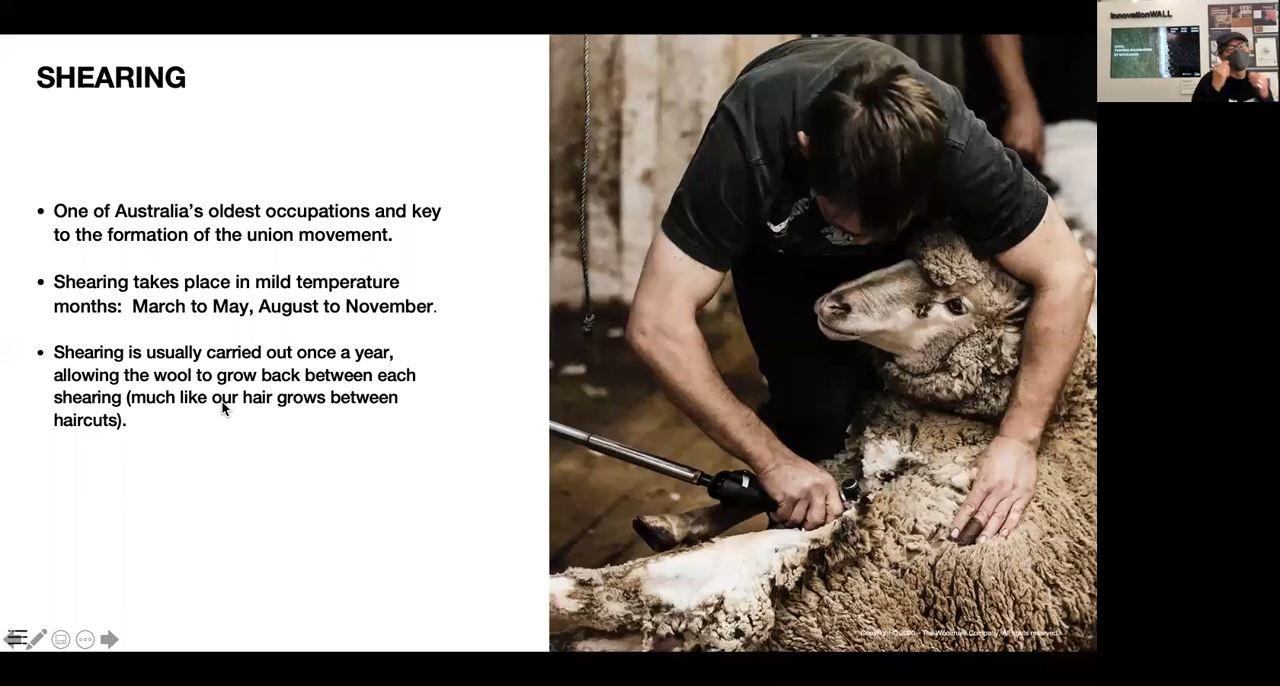 SHEARING
• One of Australia’s oldest occupations and key
to the formation of the union movement.
• Shearing takes place in mild temperature
months:  March to May, August to November.
• Shearing is usually carried out once a year,
allowing the wool to grow back between each
shearing (much like our hair grows between
haircuts).
InnovationWALL